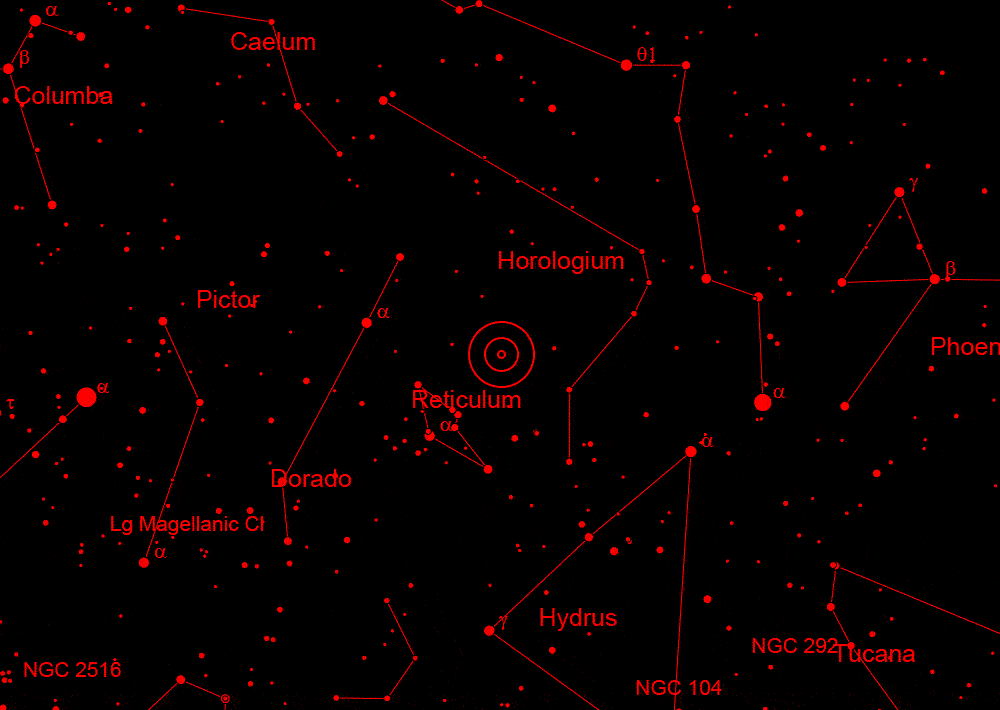 α
Caelum
θ1
β
Columba
γ
Horologium
β
Pictor
α
Phoen
α
Reticulum
α
τ
α
α
Dorado
Lg Magellanic Cl
α
Hydrus
γ
NGC 292
Tucana
NGC 2516
NGC 104